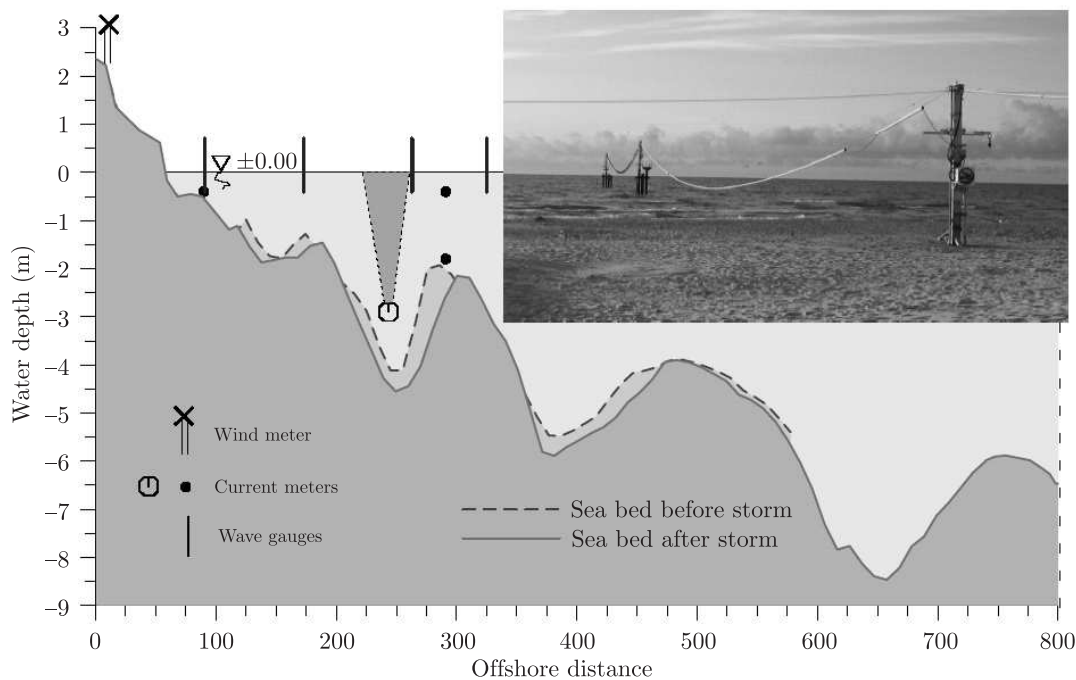 3
2
1
0
−1
−2
−3
−4
−5
−6
−7
−8
−9
Water depth (m)
±0.00
Wind meter
Current meters
Wave gauges
Sea bed before storm
Sea bed after storm
0 100 200 300 400 500 600 700 800
Offshore distance